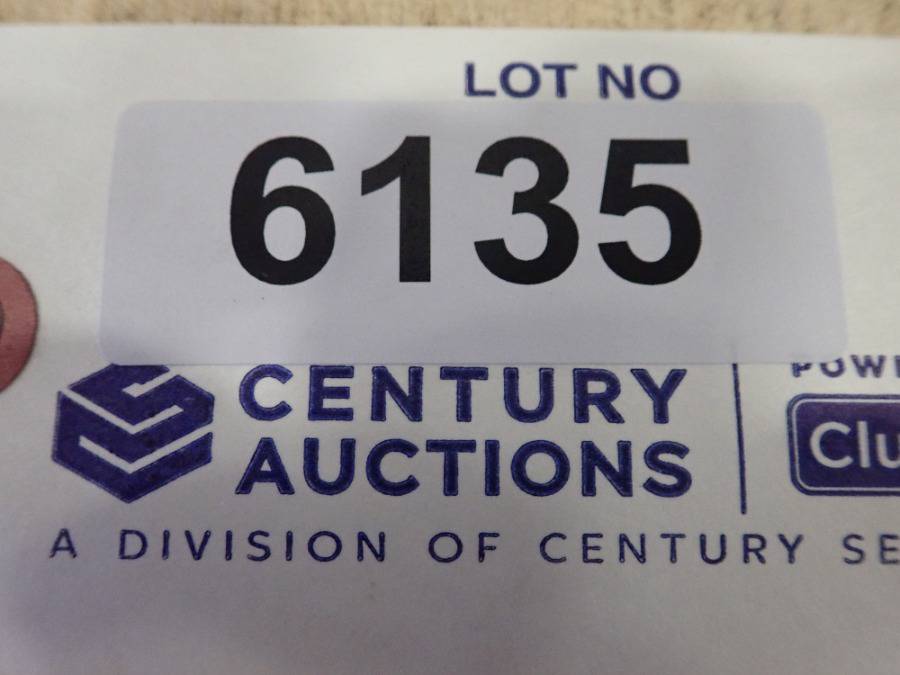 LOT NO
6135
CENTURY
AUCTIONS
A DIVISION OF CENTURY